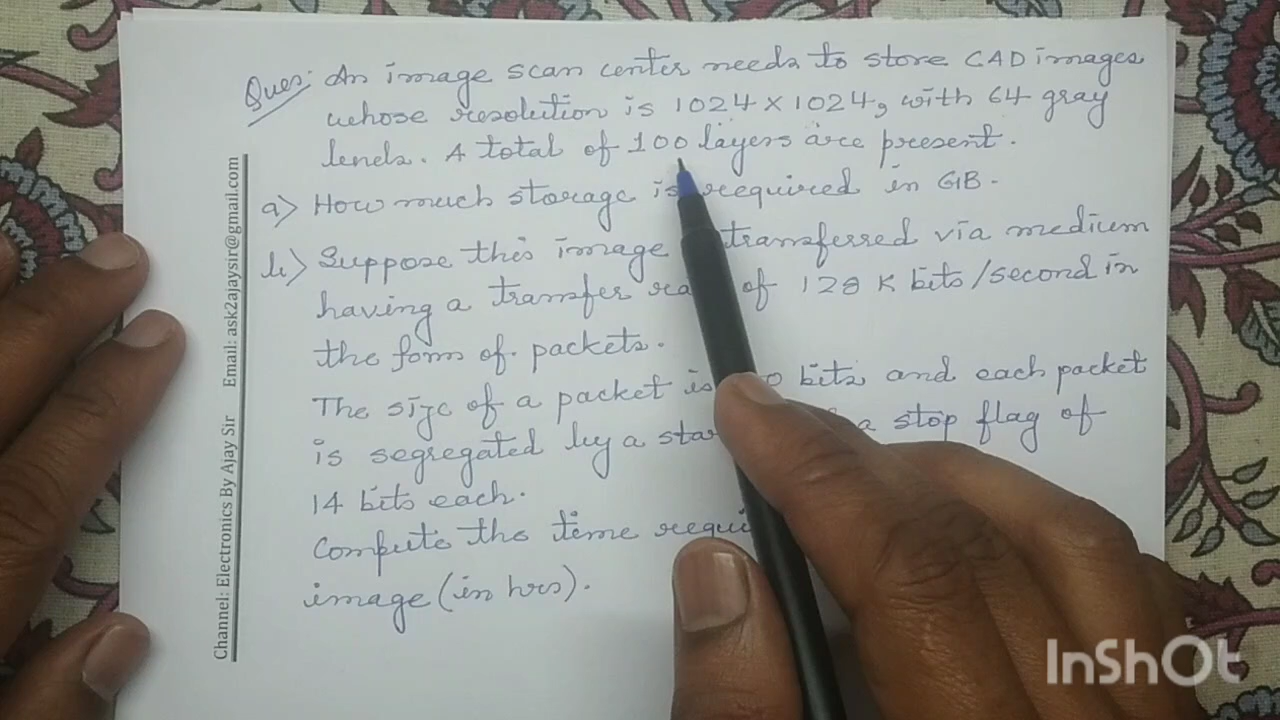 Ques: An image scan center needs to store CAD images
whose resolution is 1024 × 1024, with 64 gray
levels. A total of 100 layers are present.
a) How much storage is required in GB.
b) Suppose this image transferred via medium
having a transfer of 128 K bits/second in
the form of packets.
The size of a packet is bits and each packet
is segregated by a a stop flag of
14 bits each.
Compute the time
image (in hrs).
Channel: Electronics By Ajay Sir Email: ask2ajaysir@gmail.com
InShOt